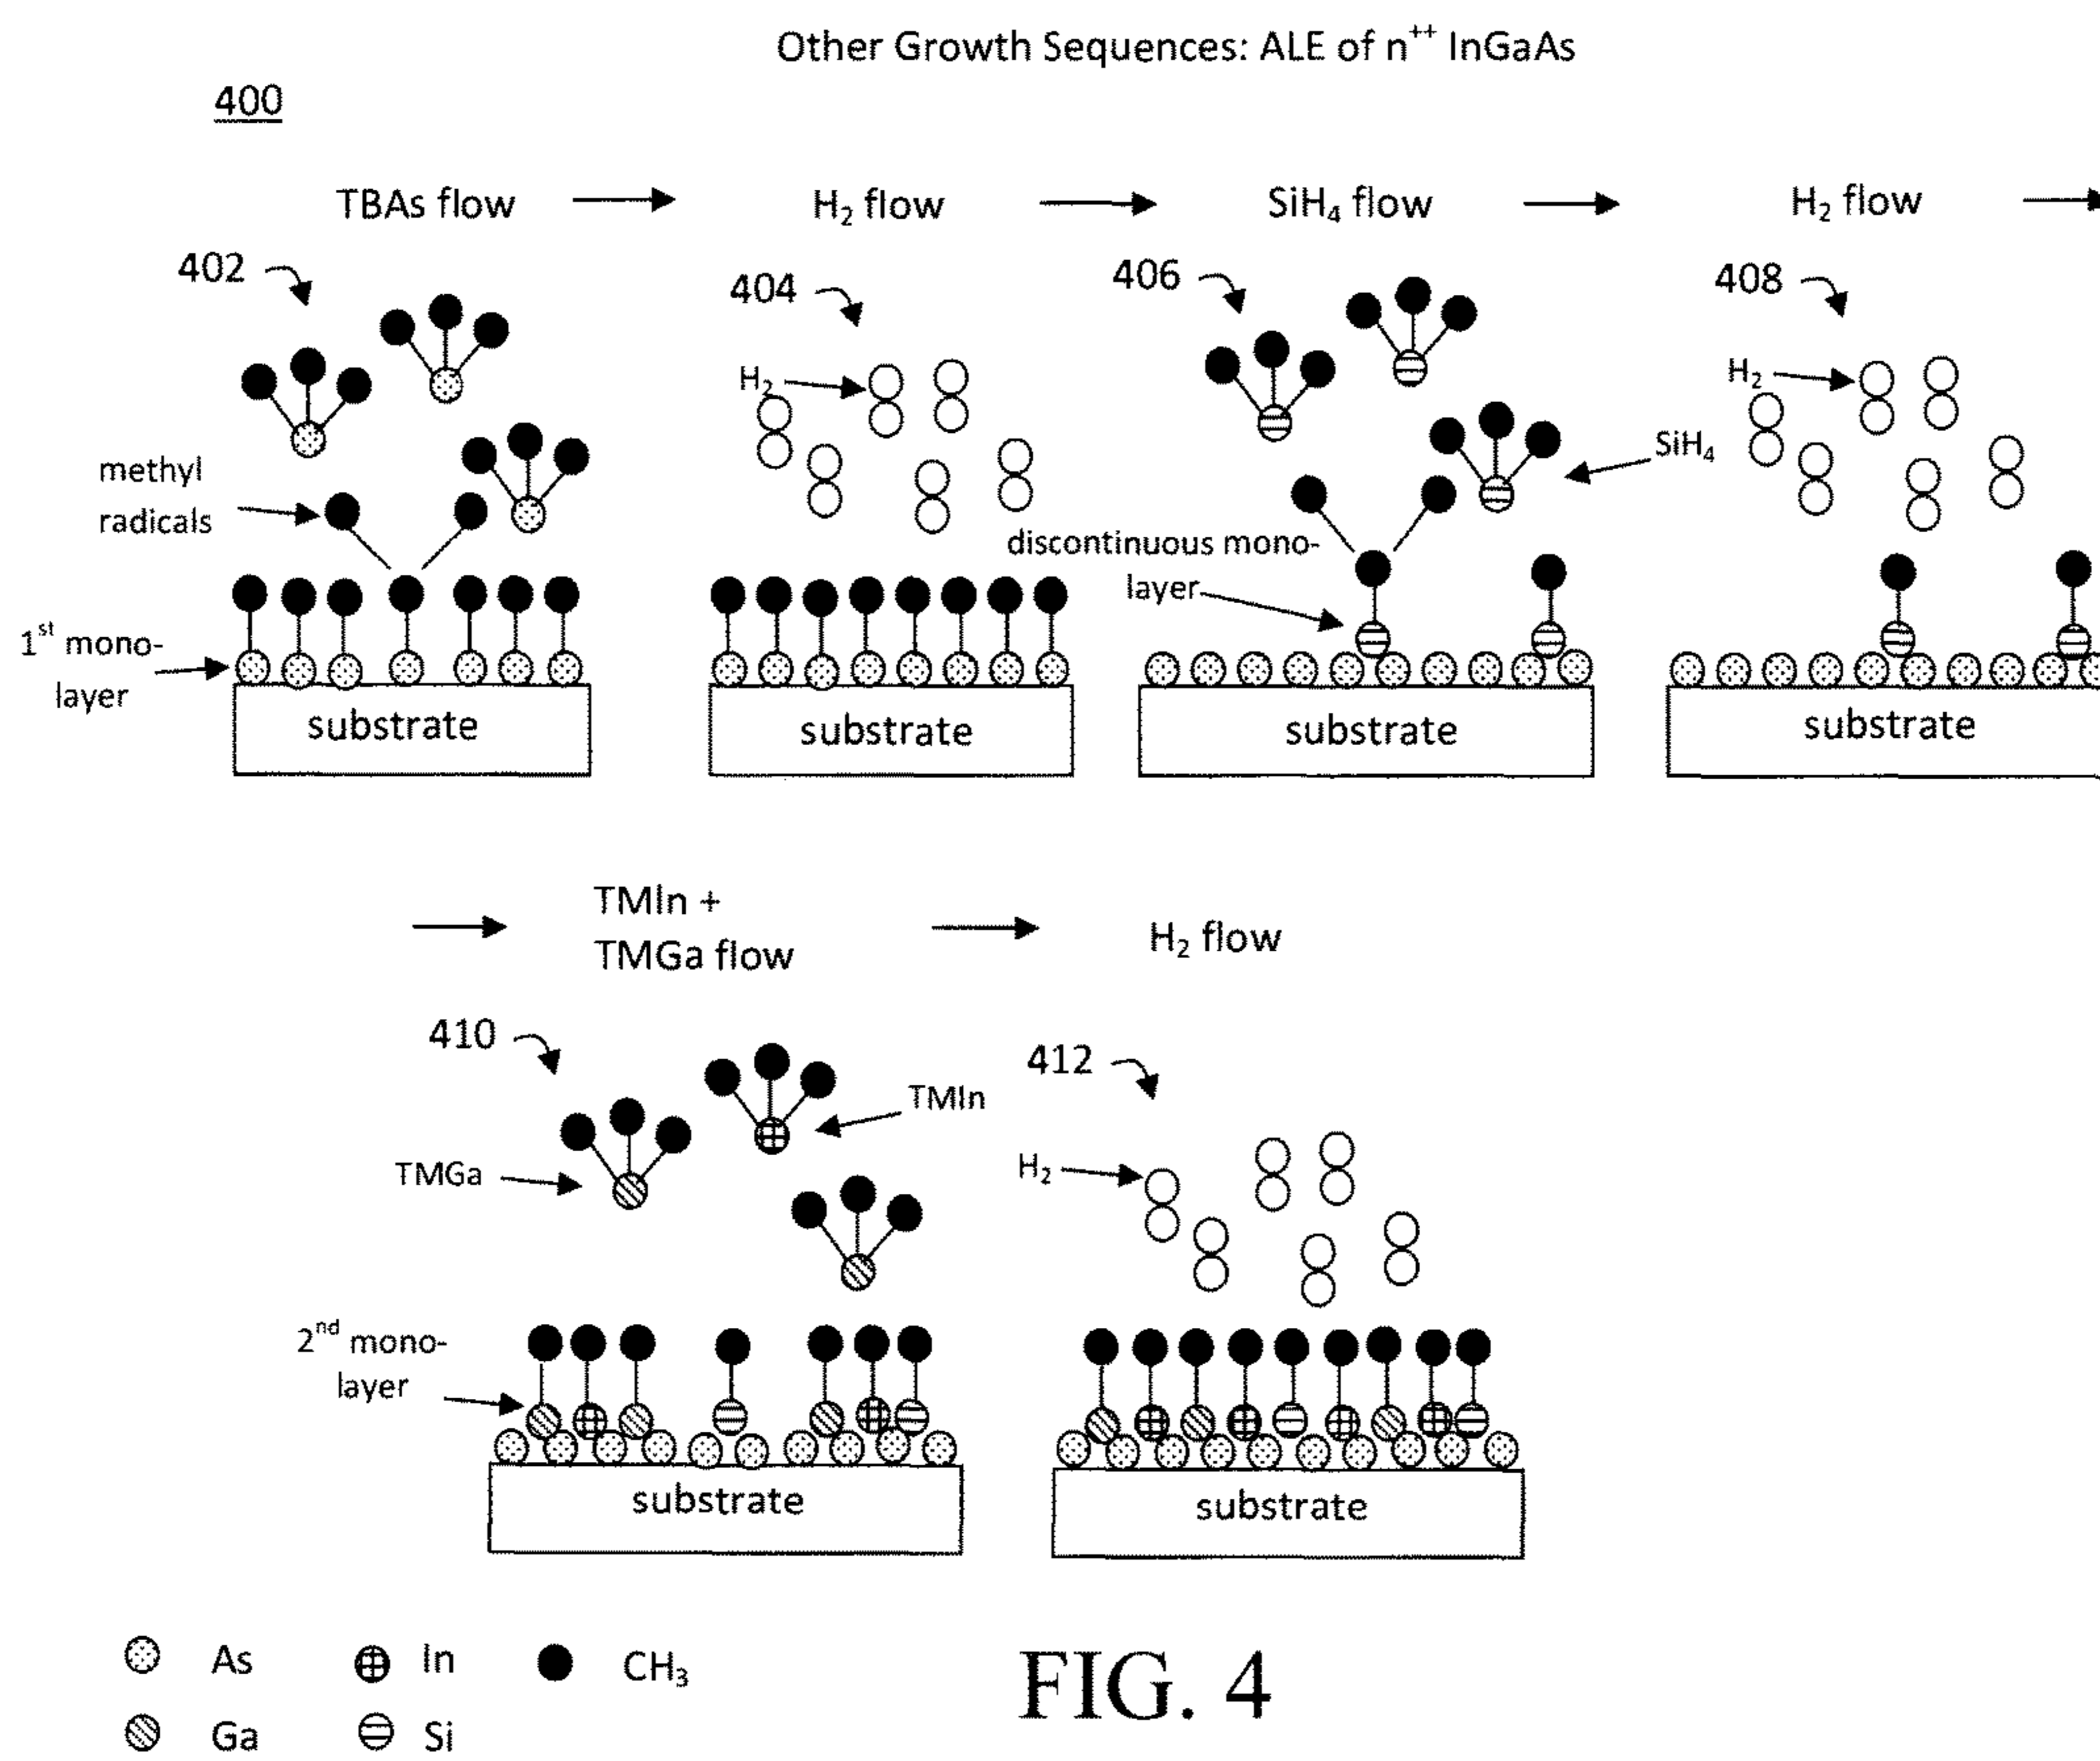 Other Growth Sequences: ALE of n++ InGaAs
400
TBAs flow
H2 flow
SiH4 flow
H2 flow
402
404
406
408
H2
H2
SiH4
methyl
radicals
discontinuous mono-
layer
1st mono-
layer
substrate
substrate
substrate
substrate
TMIn +
TMGa flow
H2 flow
410
412
TMIn
TMGa
H2
2nd mono-
layer
substrate
substrate
As
In
CH3
Ga
Si
FIG. 4